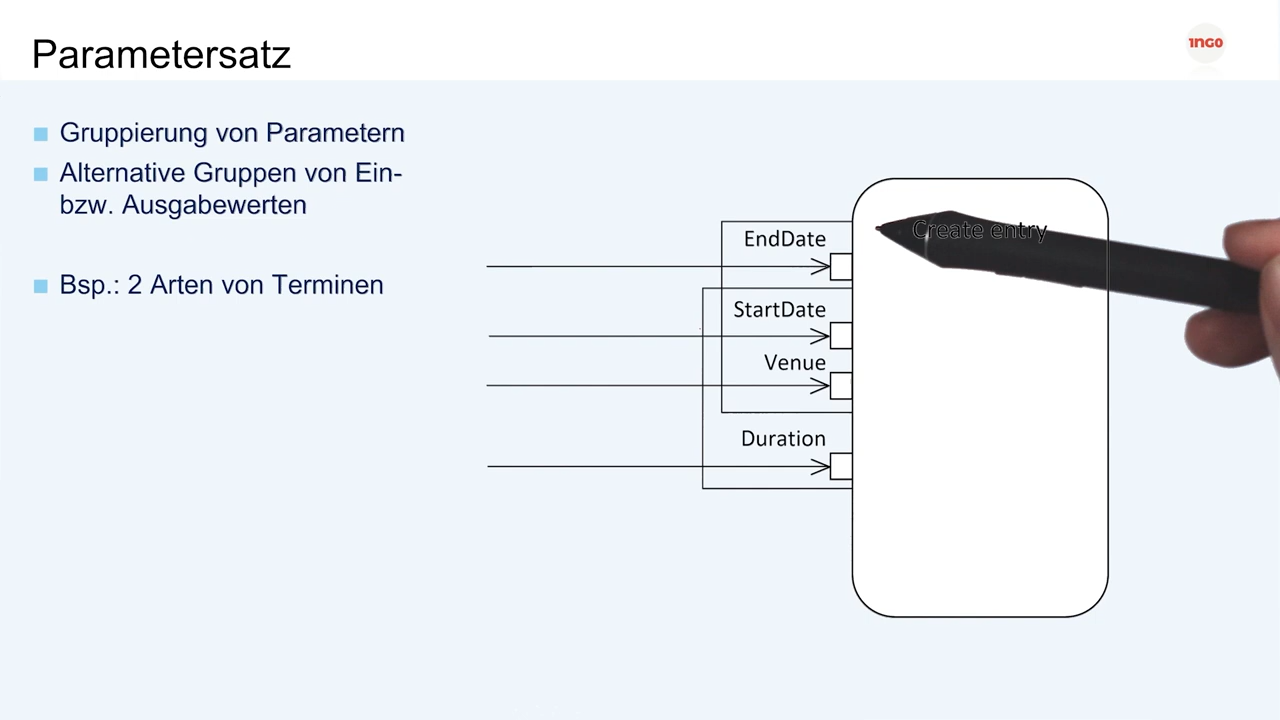 Parametersatz
1NGO
Gruppierung von Parametern
Alternative Gruppen von Ein-
bzw. Ausgabewerten
Bsp.: 2 Arten von Terminen
Create entry
EndDate
StartDate
Venue
Duration